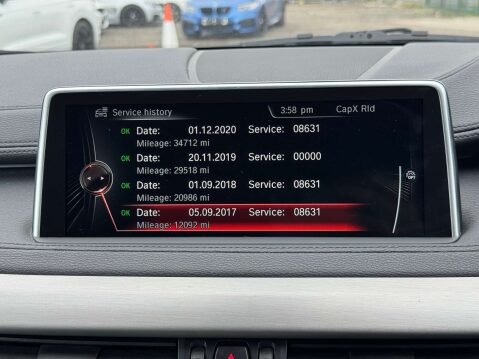 Service history 3:58 pm CapX Rld
OK Date: 01.12.2020 Service: 08631
Mileage: 34712 mi
OK Date: 20.11.2019 Service: 00000
Mileage: 29518 mi
OK Date: 01.09.2018 Service: 08631
Mileage: 20986 mi
OK Date: 05.09.2017 Service: 08631
Mileage: 12092 mi